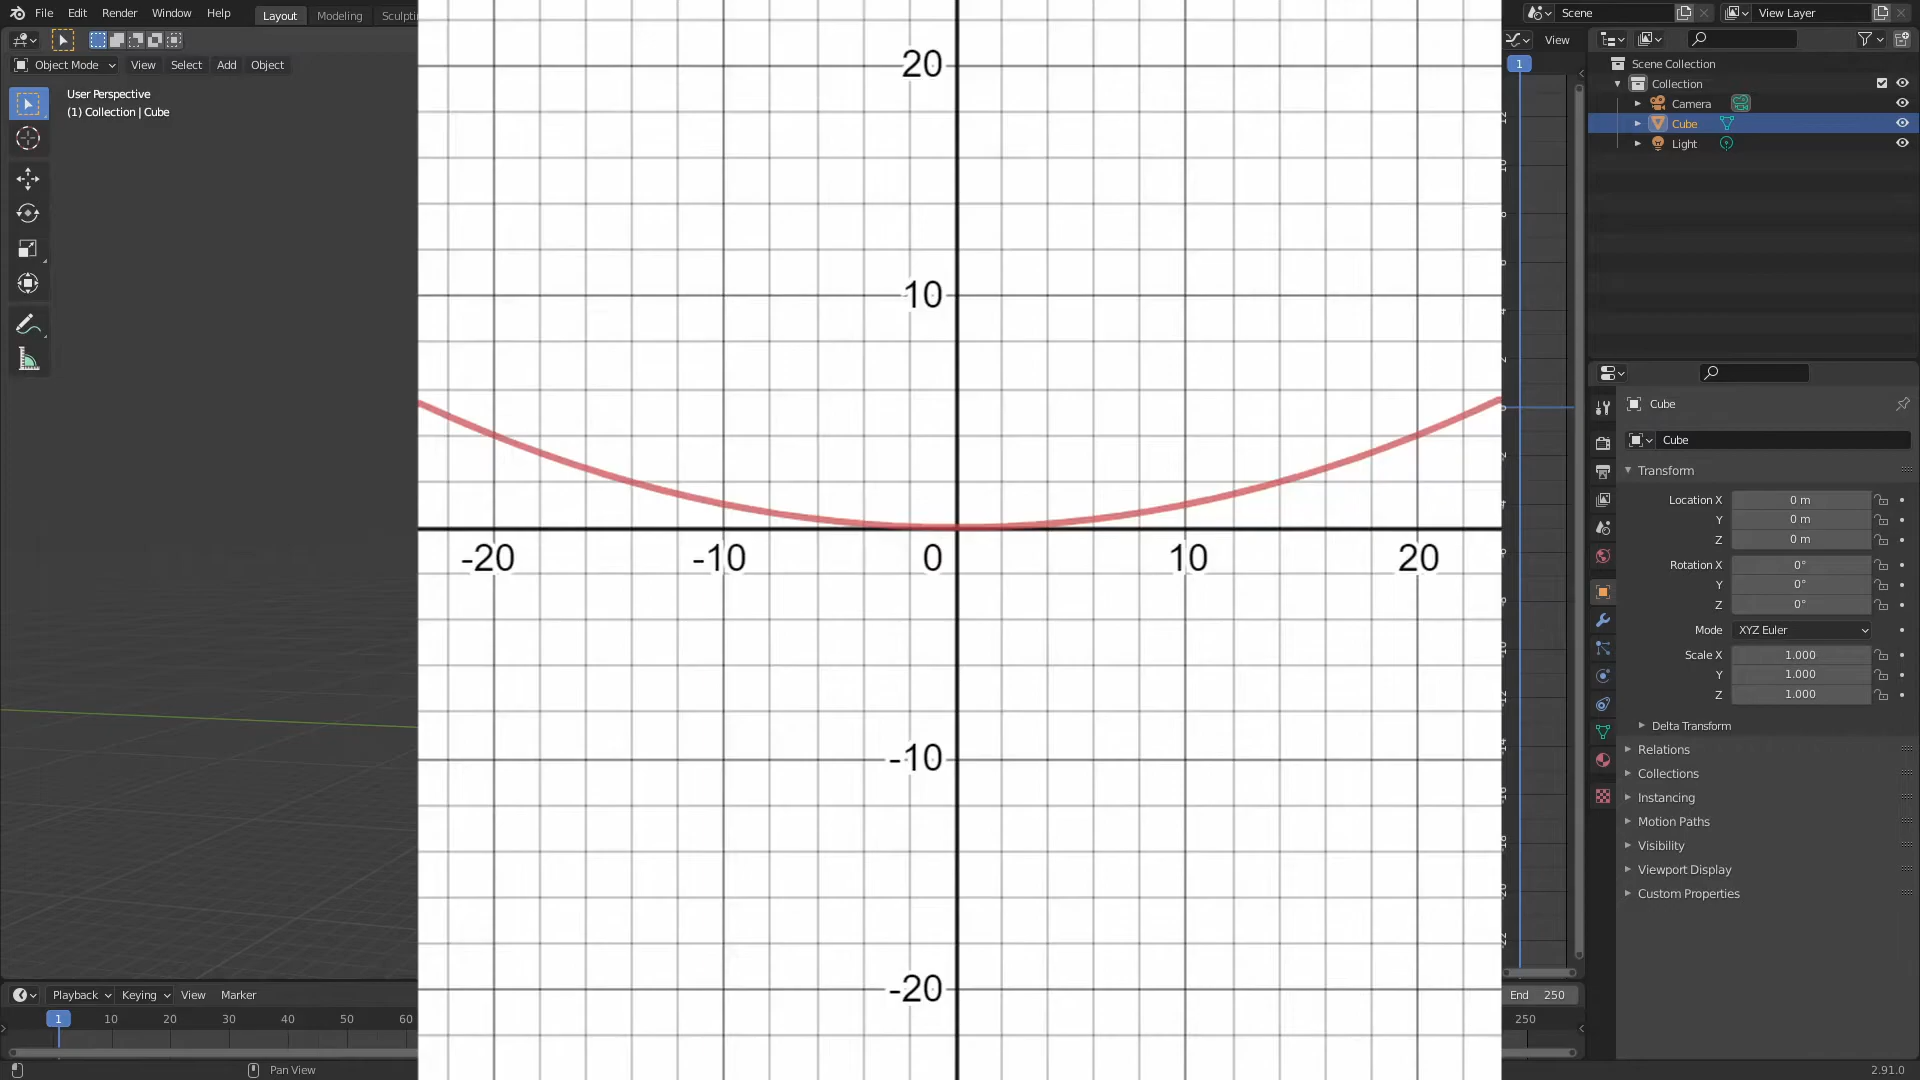 File Edit Render Window Help Layout Modeling
Scene View Layer
Object Mode View Select Add Object
User Perspective
(1) Collection | Cube
20
10
-20 -10 0 10 20
-10
-20
View
1
Scene Collection
Collection
Camera
Cube
Light
Cube
Cube
Transform
Location X 0 m
Y 0 m
Z 0 m
Rotation X 0°
Y 0°
Z 0°
Mode XYZ Euler
Scale X 1.000
Y 1.000
Z 1.000
Delta Transform
Relations
Collections
Instancing
Motion Paths
Visibility
Viewport Display
Custom Properties
Playback Keying View Marker
End 250
1 10 20 30 40 50 60
250
Pan View
2.91.0